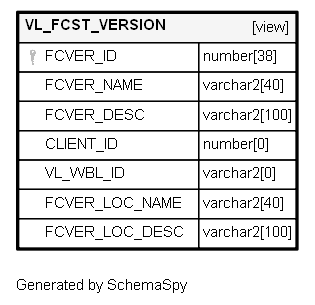 VL_FCST_VERSION [view]
FCVER_ID number[38]
FCVER_NAME varchar2[40]
FCVER_DESC varchar2[100]
CLIENT_ID number[0]
VL_WBL_ID varchar2[0]
FCVER_LOC_NAME varchar2[40]
FCVER_LOC_DESC varchar2[100]
Generated by SchemaSpy